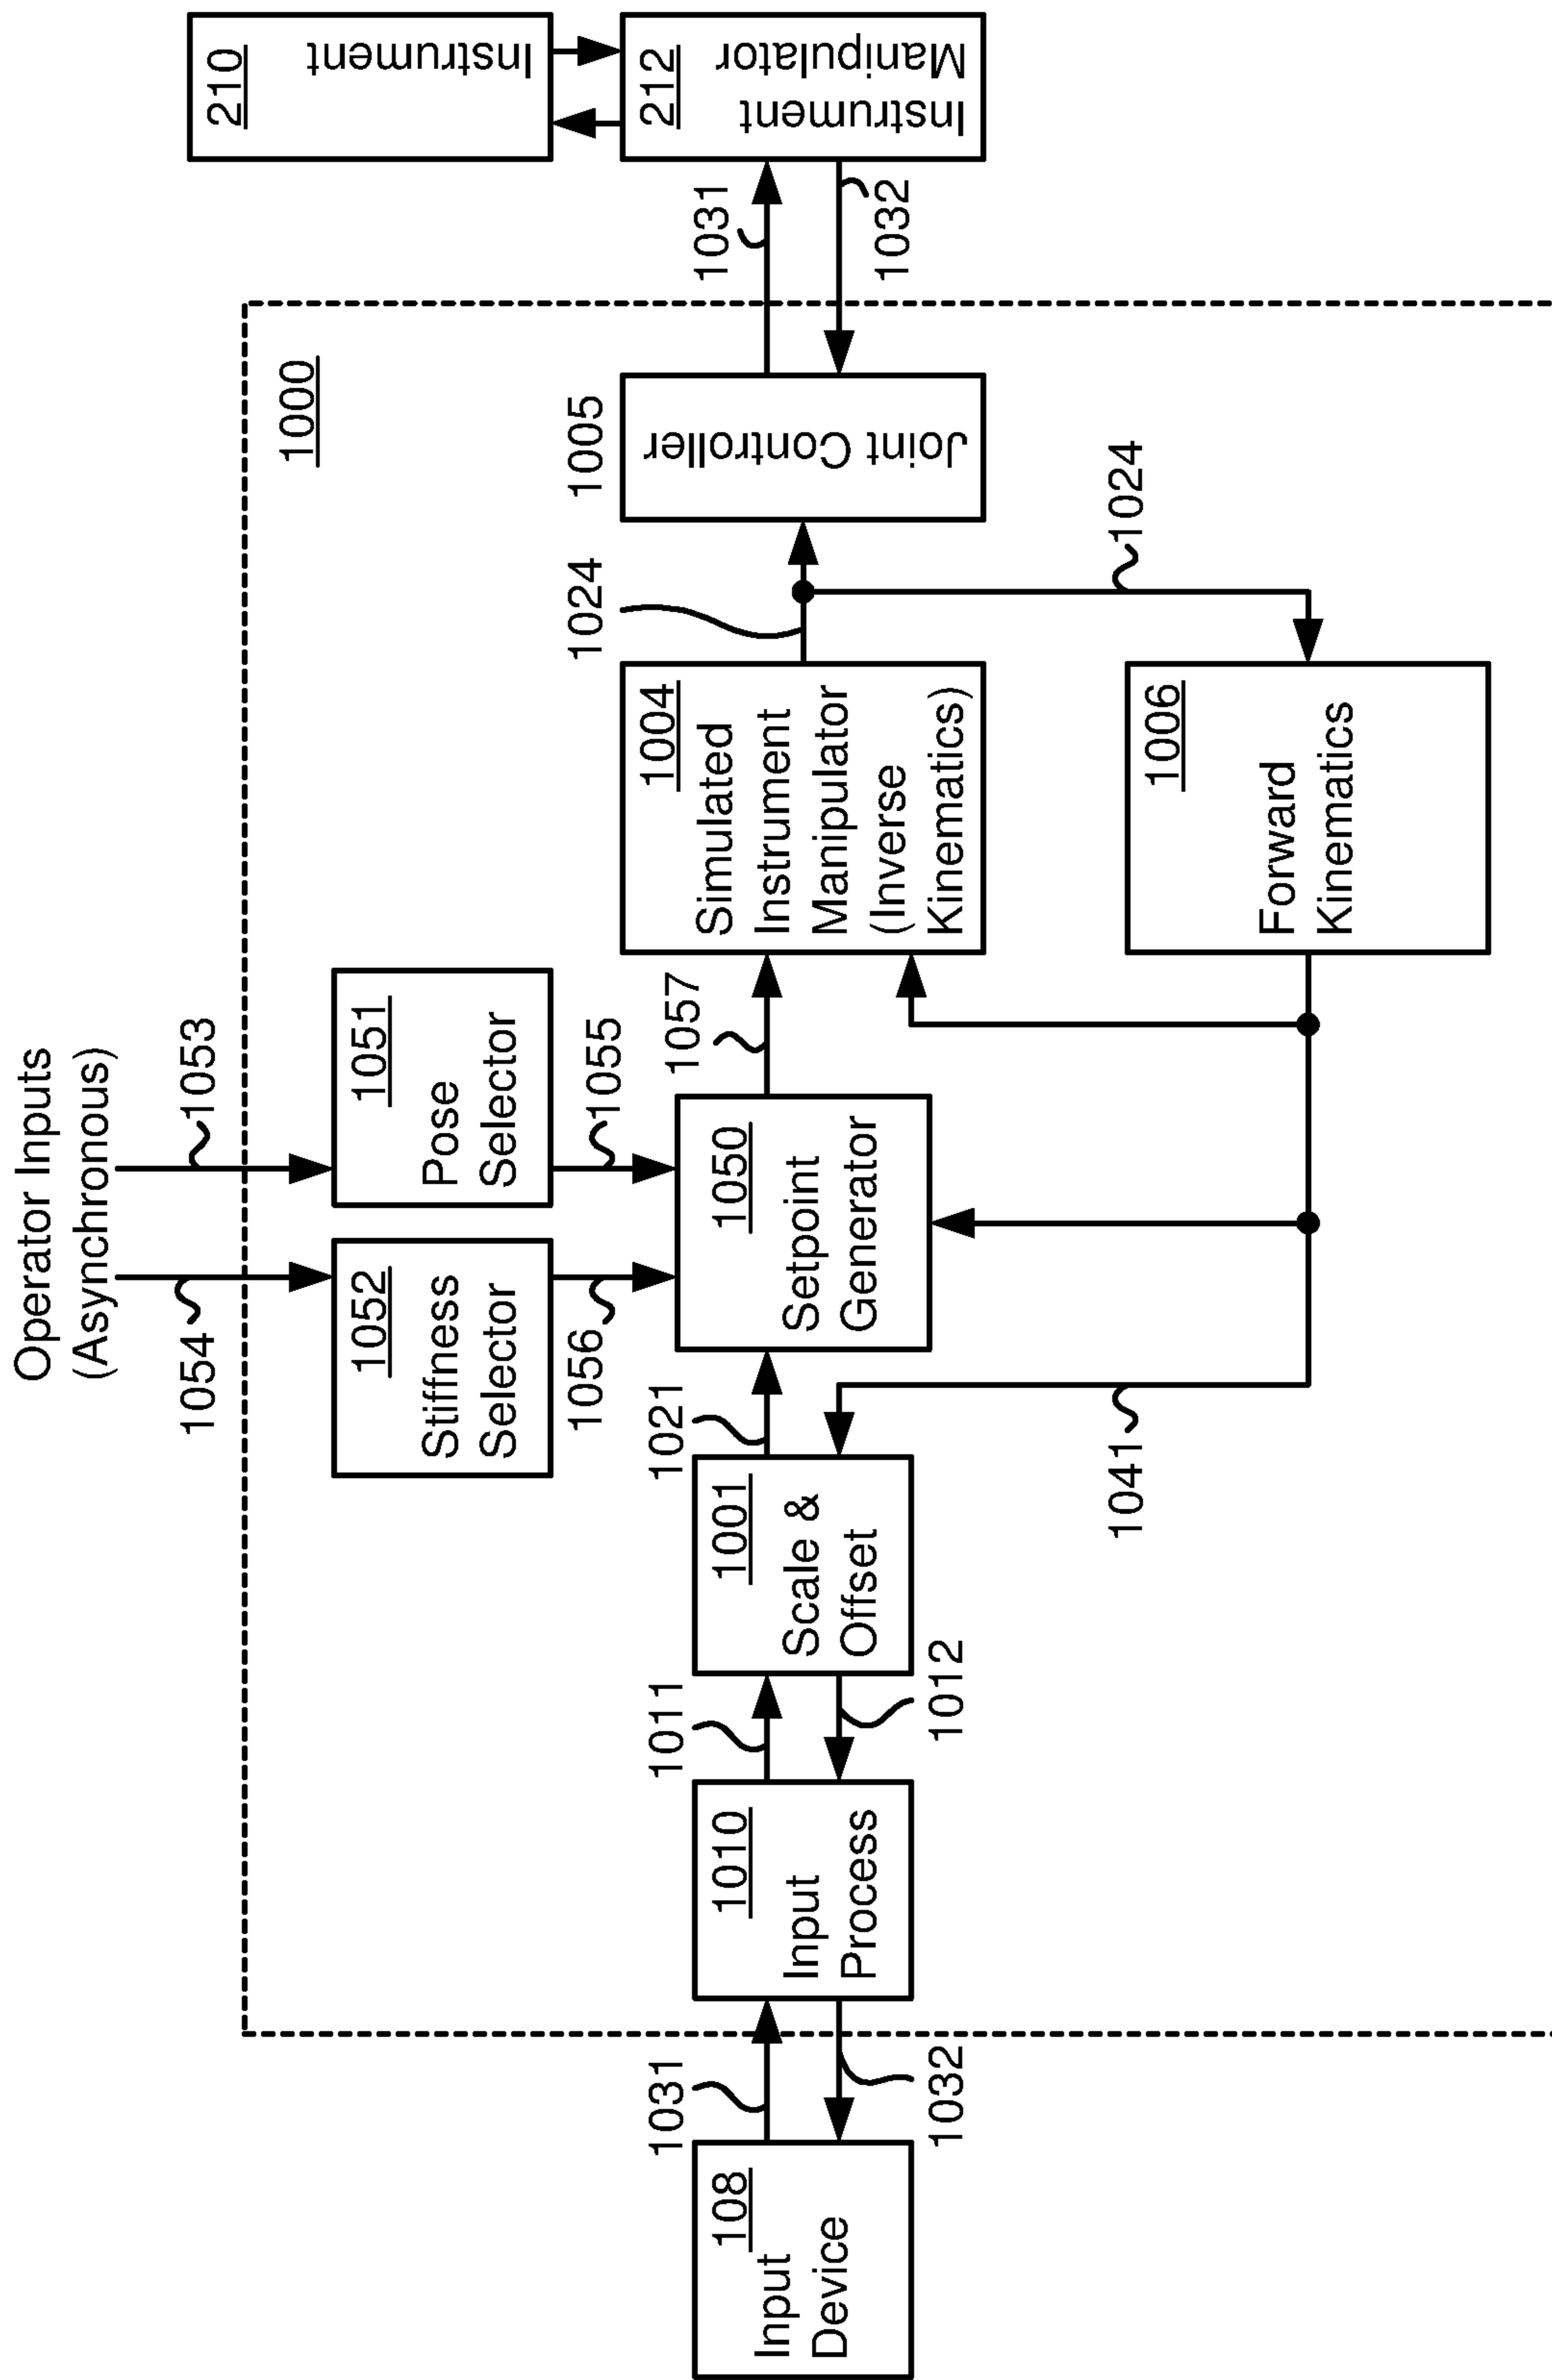 Operator Inputs
(Asynchronous)
1054
1053
1000
1052
Stiffness
Selector
1051
Pose
Selector
210
Instrument
1056
1055
108
Input
Device
1031
1032
1010
Input
Process
1011
1012
1001
Scale &
Offset
1021
1050
Setpoint
Generator
1057
1004
Simulated
Instrument
Manipulator
(Inverse
Kinematics)
1024
1005
Joint Controller
1031
1032
212
Instrument
Manipulator
1041
1006
Forward
Kinematics
1024